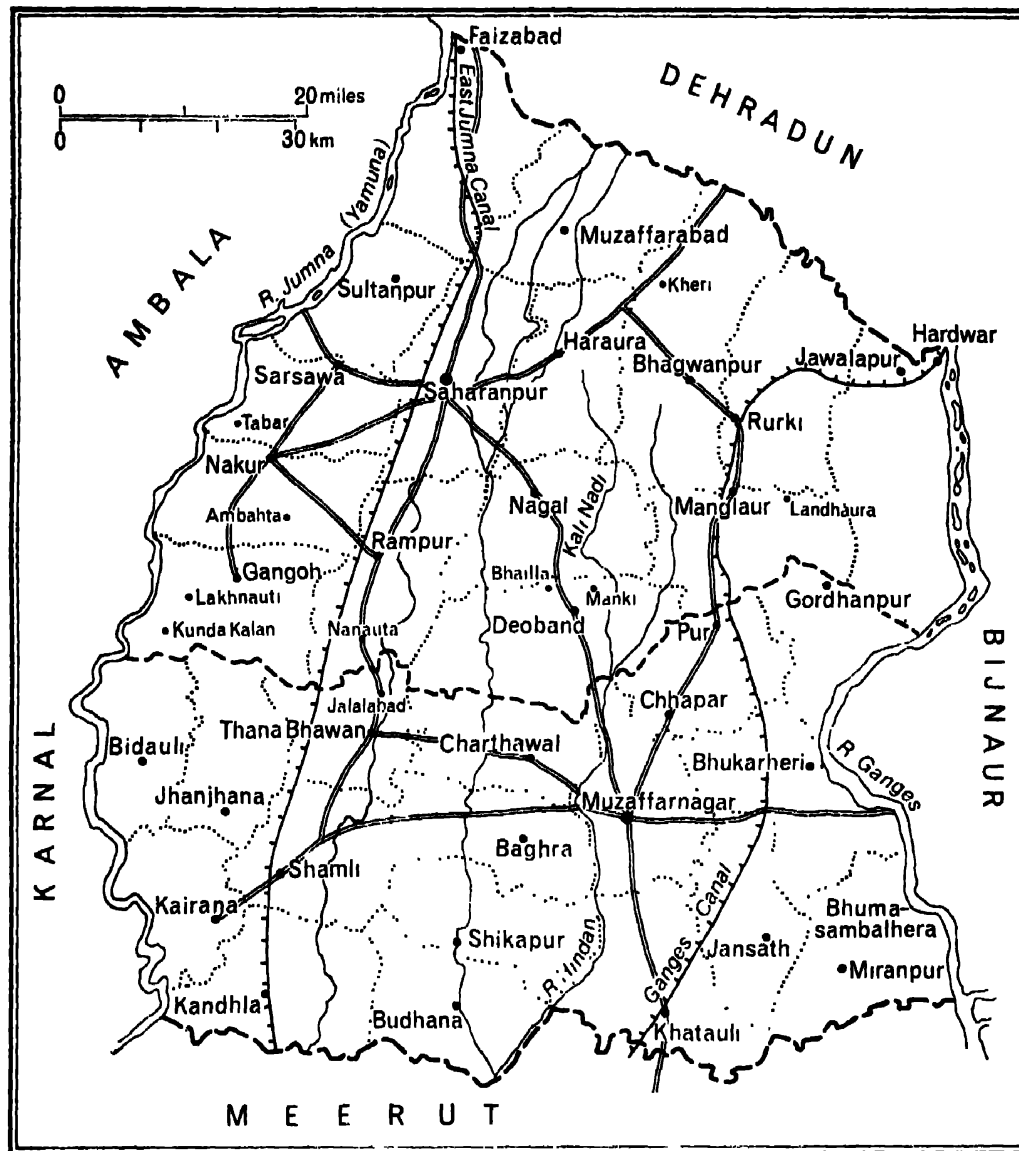 Faizabad
0
20 miles
0
30 km
DEHRADUN
East Jumna Canal
R. Jumna (Yamuna)
AMBALA
Muzaffarabad
Sultanpur
Kheri
Hardwar
Haraura
Jawalapur
Bhagwanpur
Sarsawa
Saharanpur
Tabar
Rurki
Nakur
Nagal
Kali Nadi
Manglaur
Landhaura
Ambahta
Rampur
Gangoh
Bhailla
Manki
Gordhanpur
Lakhnauti
Kunda Kalan
Nanauta
Deoband
Pur
BIJNAUR
Jalalabad
Chhapar
Thana Bhawan
Charthawal
Bidauli
Bhukarheri
R. Ganges
Jhanjhana
Muzaffarnagar
KARNAL
Baghra
Shamli
Kairana
Ganges Canal
Bhuma-
sambalhera
Shikapur
R. Hindan
Jansath
Miranpur
Kandhla
Budhana
Khatauli
MEERUT